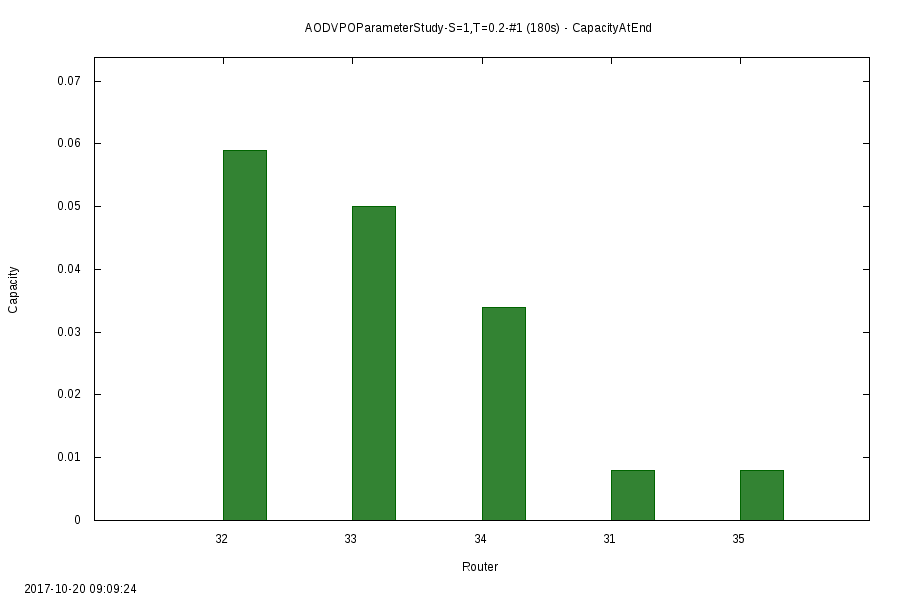 AODVPOParameterStudy-S=1,T=0.2-#1 (180s) - CapacityAtEnd
0.07
0.06
0.05
0.04
0.03
0.02
0.01
0
Capacity
32 33 34 31 35
Router
2017-10-20 09:09:24